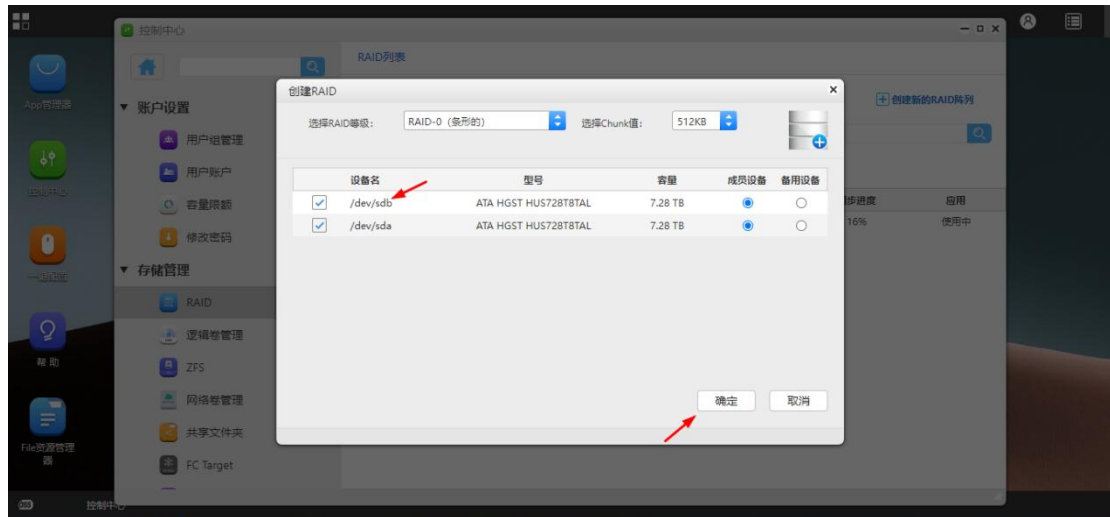 控制中心
RAID列表
App管理器
账户设置
创建新的RAID阵列
用户组管理
控制中心
用户账户
容量限额
修改密码
存储管理
RAID
逻辑卷管理
帮 助
ZFS
网络卷管理
共享文件夹
File资源管理器
FC Target
步进度 应用
16% 使用中
创建RAID
选择RAID等级: RAID-0 (条形的) 选择Chunk值: 512KB
设备名 型号 容量 成员设备 备用设备
/dev/sdb ATA HGST HUS728T8TAL 7.28 TB
/dev/sda ATA HGST HUS728T8TAL 7.28 TB
确定 取消
控制中心